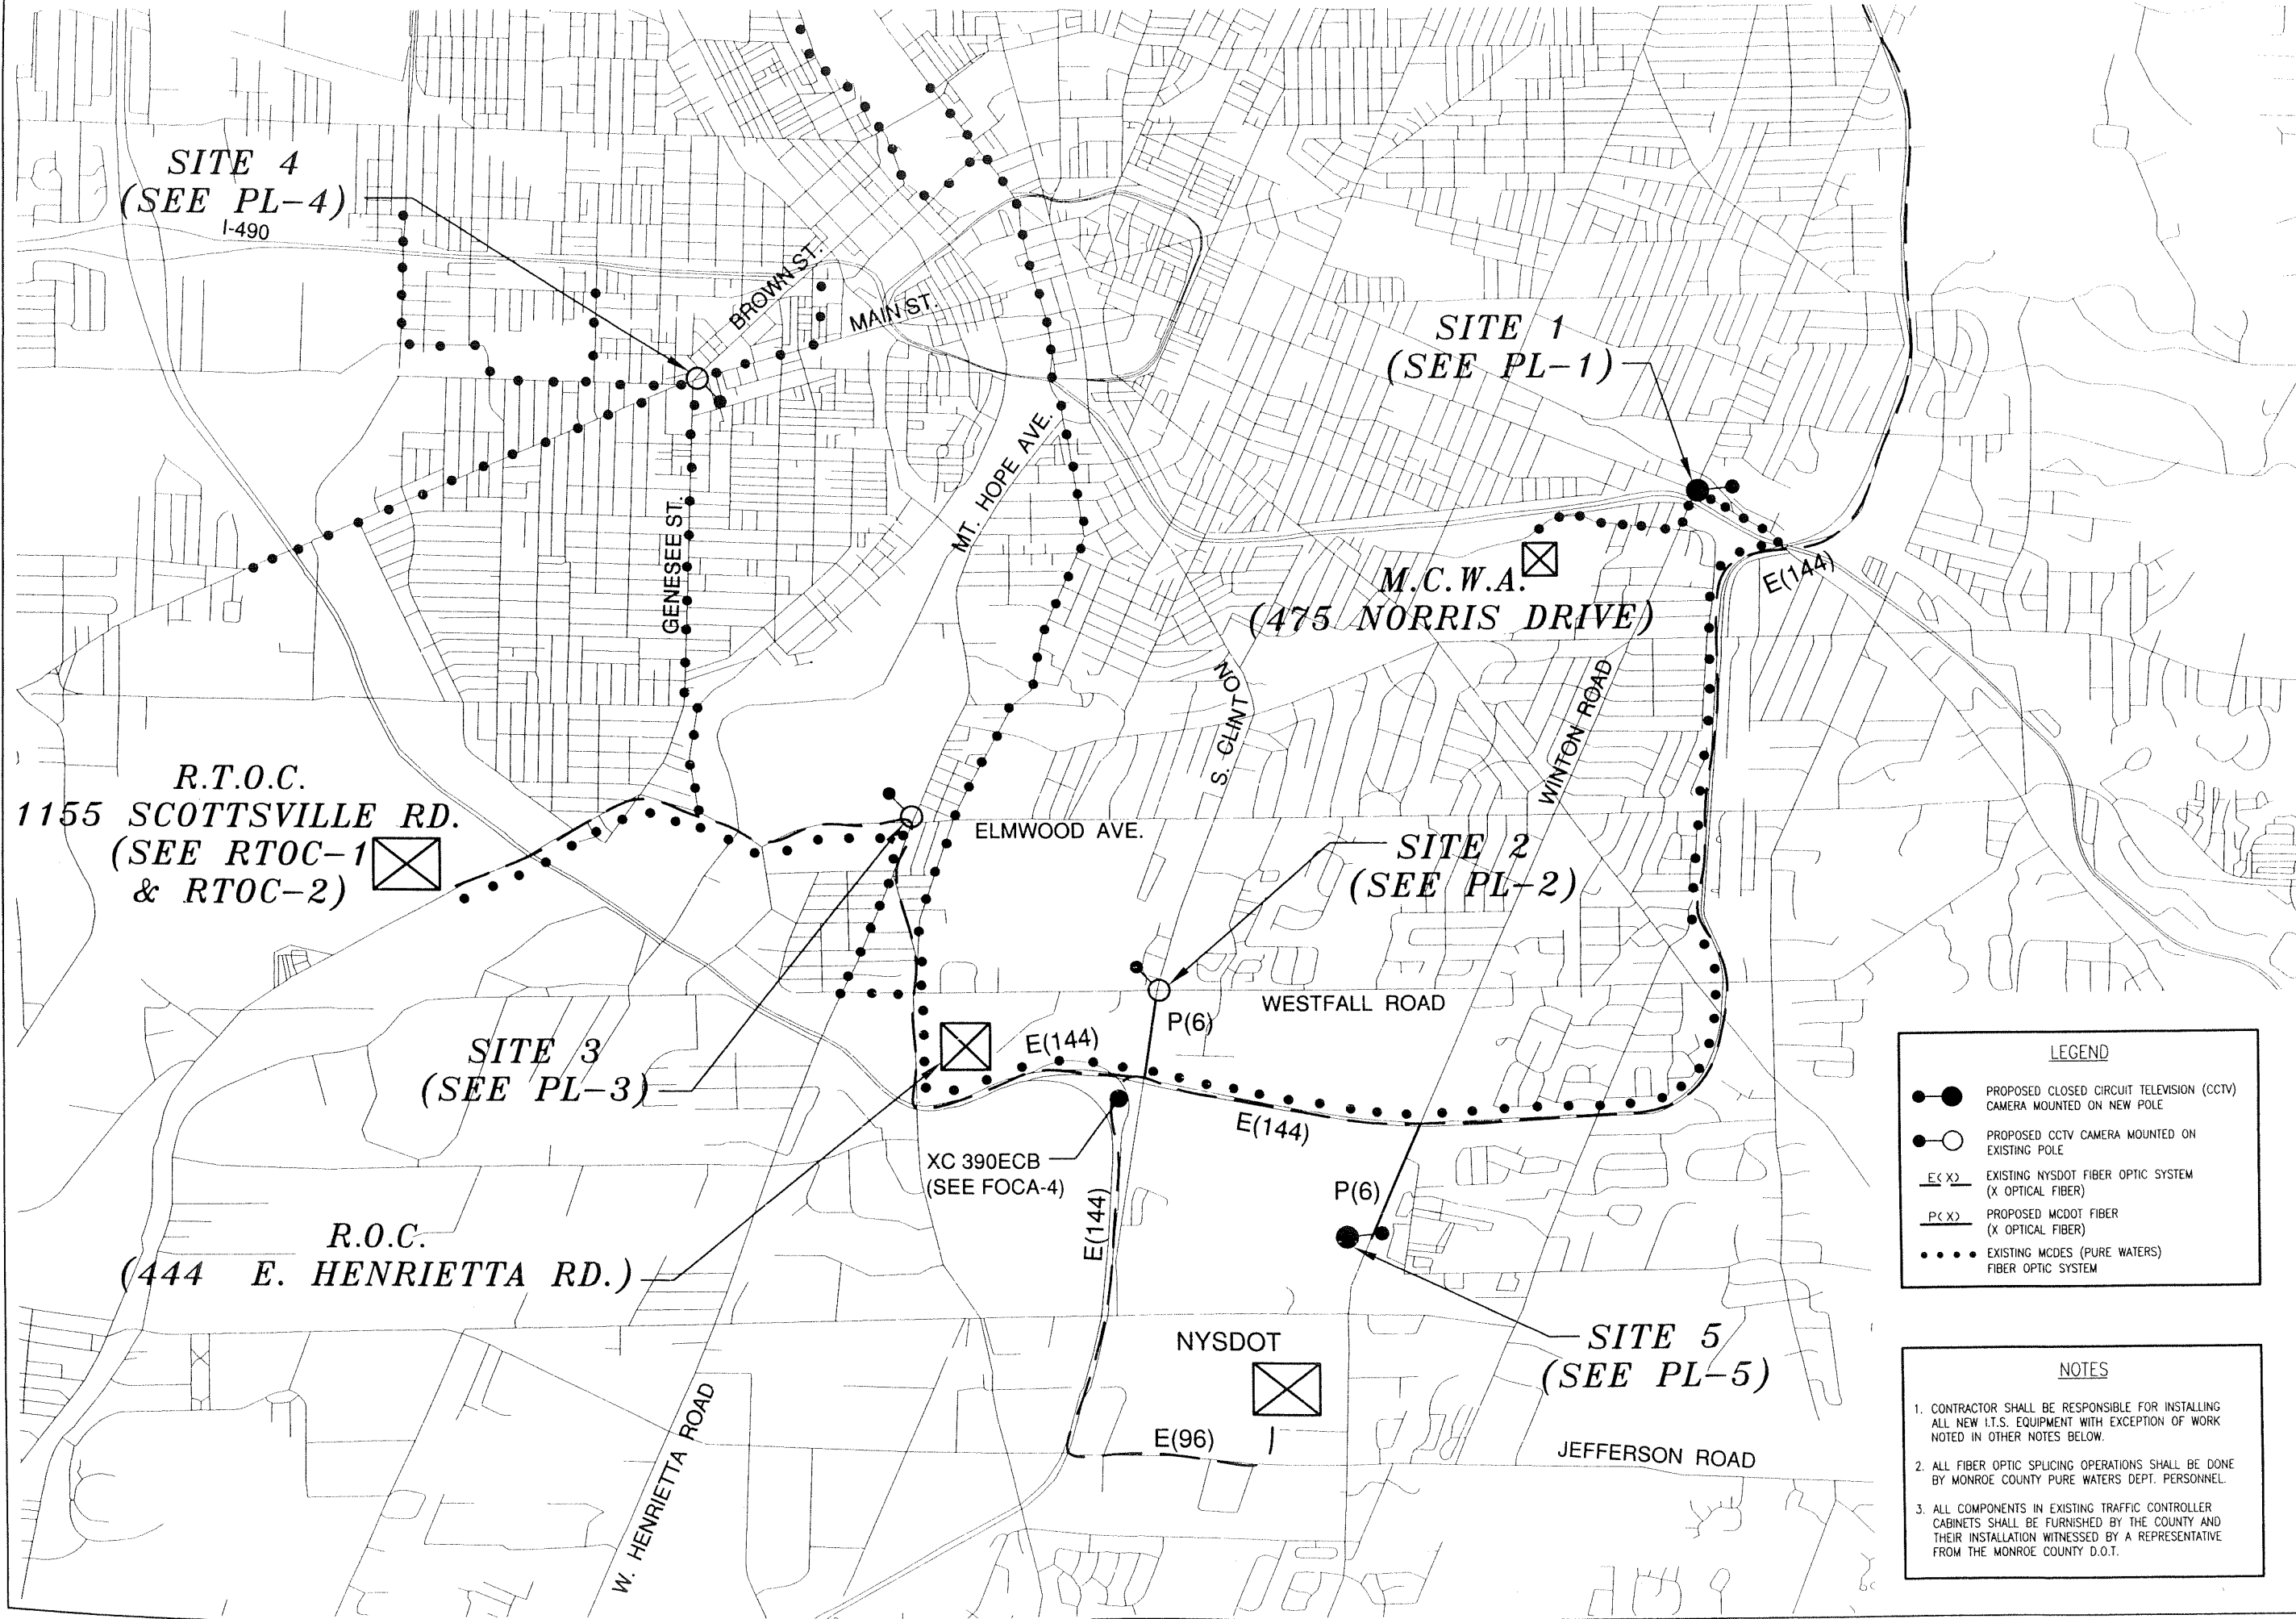 SITE 4
(SEE PL-4)
I-490
BROWN ST.
MAIN ST.
SITE 1
(SEE PL-1)
MT. HOPE AVE.
GENESEE ST.
M.C.W.A.
(475 NORRIS DRIVE)
E(144)
S. CLINTON
WINTON ROAD
R.T.O.C.
1155 SCOTTSVILLE RD.
(SEE RTOC-1
& RTOC-2)
ELMWOOD AVE.
SITE 2
(SEE PL-2)
WESTFALL ROAD
P(6)
SITE 3
(SEE PL-3)
E(144)
E(144)
XC 390ECB
(SEE FOCA-4)
E(144)
P(6)
R.O.C.
(444 E. HENRIETTA RD.)
NYSDOT
SITE 5
(SEE PL-5)
E(96)
JEFFERSON ROAD
W. HENRIETTA ROAD
LEGEND
PROPOSED CLOSED CIRCUIT TELEVISION (CCTV)
CAMERA MOUNTED ON NEW POLE
PROPOSED CCTV CAMERA MOUNTED ON
EXISTING POLE
E(X) EXISTING NYSDOT FIBER OPTIC SYSTEM
(X OPTICAL FIBER)
P(X) PROPOSED MCDOT FIBER
(X OPTICAL FIBER)
EXISTING MCDES (PURE WATERS)
FIBER OPTIC SYSTEM
NOTES
1. CONTRACTOR SHALL BE RESPONSIBLE FOR INSTALLING
ALL NEW I.T.S. EQUIPMENT WITH EXCEPTION OF WORK
NOTED IN OTHER NOTES BELOW.
2. ALL FIBER OPTIC SPLICING OPERATIONS SHALL BE DONE
BY MONROE COUNTY PURE WATERS DEPT. PERSONNEL.
3. ALL COMPONENTS IN EXISTING TRAFFIC CONTROLLER
CABINETS SHALL BE FURNISHED BY THE COUNTY AND
THEIR INSTALLATION WITNESSED BY A REPRESENTATIVE
FROM THE MONROE COUNTY D.O.T.